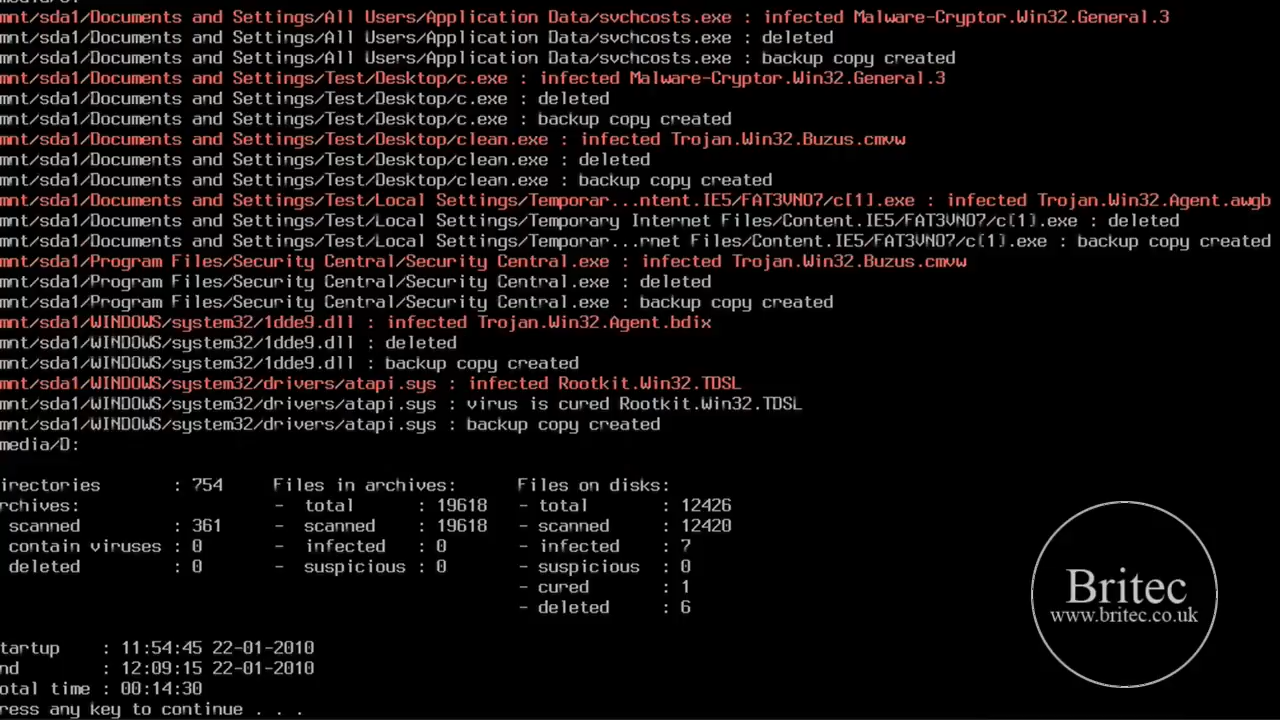 media/C:
mnt/sda1/Documents and Settings/All Users/Application Data/svchcosts.exe : infected Malware-Cryptor.Win32.General.3
mnt/sda1/Documents and Settings/All Users/Application Data/svchcosts.exe : deleted
mnt/sda1/Documents and Settings/All Users/Application Data/svchcosts.exe : backup copy created
mnt/sda1/Documents and Settings/Test/Desktop/c.exe : infected Malware-Cryptor.Win32.General.3
mnt/sda1/Documents and Settings/Test/Desktop/c.exe : deleted
mnt/sda1/Documents and Settings/Test/Desktop/c.exe : backup copy created
mnt/sda1/Documents and Settings/Test/Desktop/clean.exe : infected Trojan.Win32.Buzus.cmvw
mnt/sda1/Documents and Settings/Test/Desktop/clean.exe : deleted
mnt/sda1/Documents and Settings/Test/Desktop/clean.exe : backup copy created
mnt/sda1/Documents and Settings/Test/Local Settings/Temporar...ntent.IE5/FAT3VNO7/c[1].exe : infected Trojan.Win32.Agent.awgb
mnt/sda1/Documents and Settings/Test/Local Settings/Temporary Internet Files/Content.IE5/FAT3VNO7/c[1].exe : deleted
mnt/sda1/Documents and Settings/Test/Local Settings/Temporar...rnet Files/Content.IE5/FAT3VNO7/c[1].exe : backup copy created
mnt/sda1/Program Files/Security Central/Security Central.exe : infected Trojan.Win32.Buzus.cmvw
mnt/sda1/Program Files/Security Central/Security Central.exe : deleted
mnt/sda1/Program Files/Security Central/Security Central.exe : backup copy created
mnt/sda1/WINDOWS/system32/1dde9.dll : infected Trojan.Win32.Agent.bdix
mnt/sda1/WINDOWS/system32/1dde9.dll : deleted
mnt/sda1/WINDOWS/system32/1dde9.dll : backup copy created
mnt/sda1/WINDOWS/system32/drivers/atapi.sys : infected Rootkit.Win32.TDSL
mnt/sda1/WINDOWS/system32/drivers/atapi.sys : virus is cured Rootkit.Win32.TDSL
mnt/sda1/WINDOWS/system32/drivers/atapi.sys : backup copy created
media/D:
irectories : 754 Files in archives: Files on disks:
rchives: - total : 19618 - total : 12426
scanned : 361 - scanned : 19618 - scanned : 12420
contain viruses : 0 - infected : 0 - infected : 7
deleted : 0 - suspicious : 0 - suspicious : 0
- cured : 1
- deleted : 6
Britec
www.britec.co.uk
tartup : 11:54:45 22-01-2010
nd : 12:09:15 22-01-2010
otal time : 00:14:30
ress any key to continue . . .